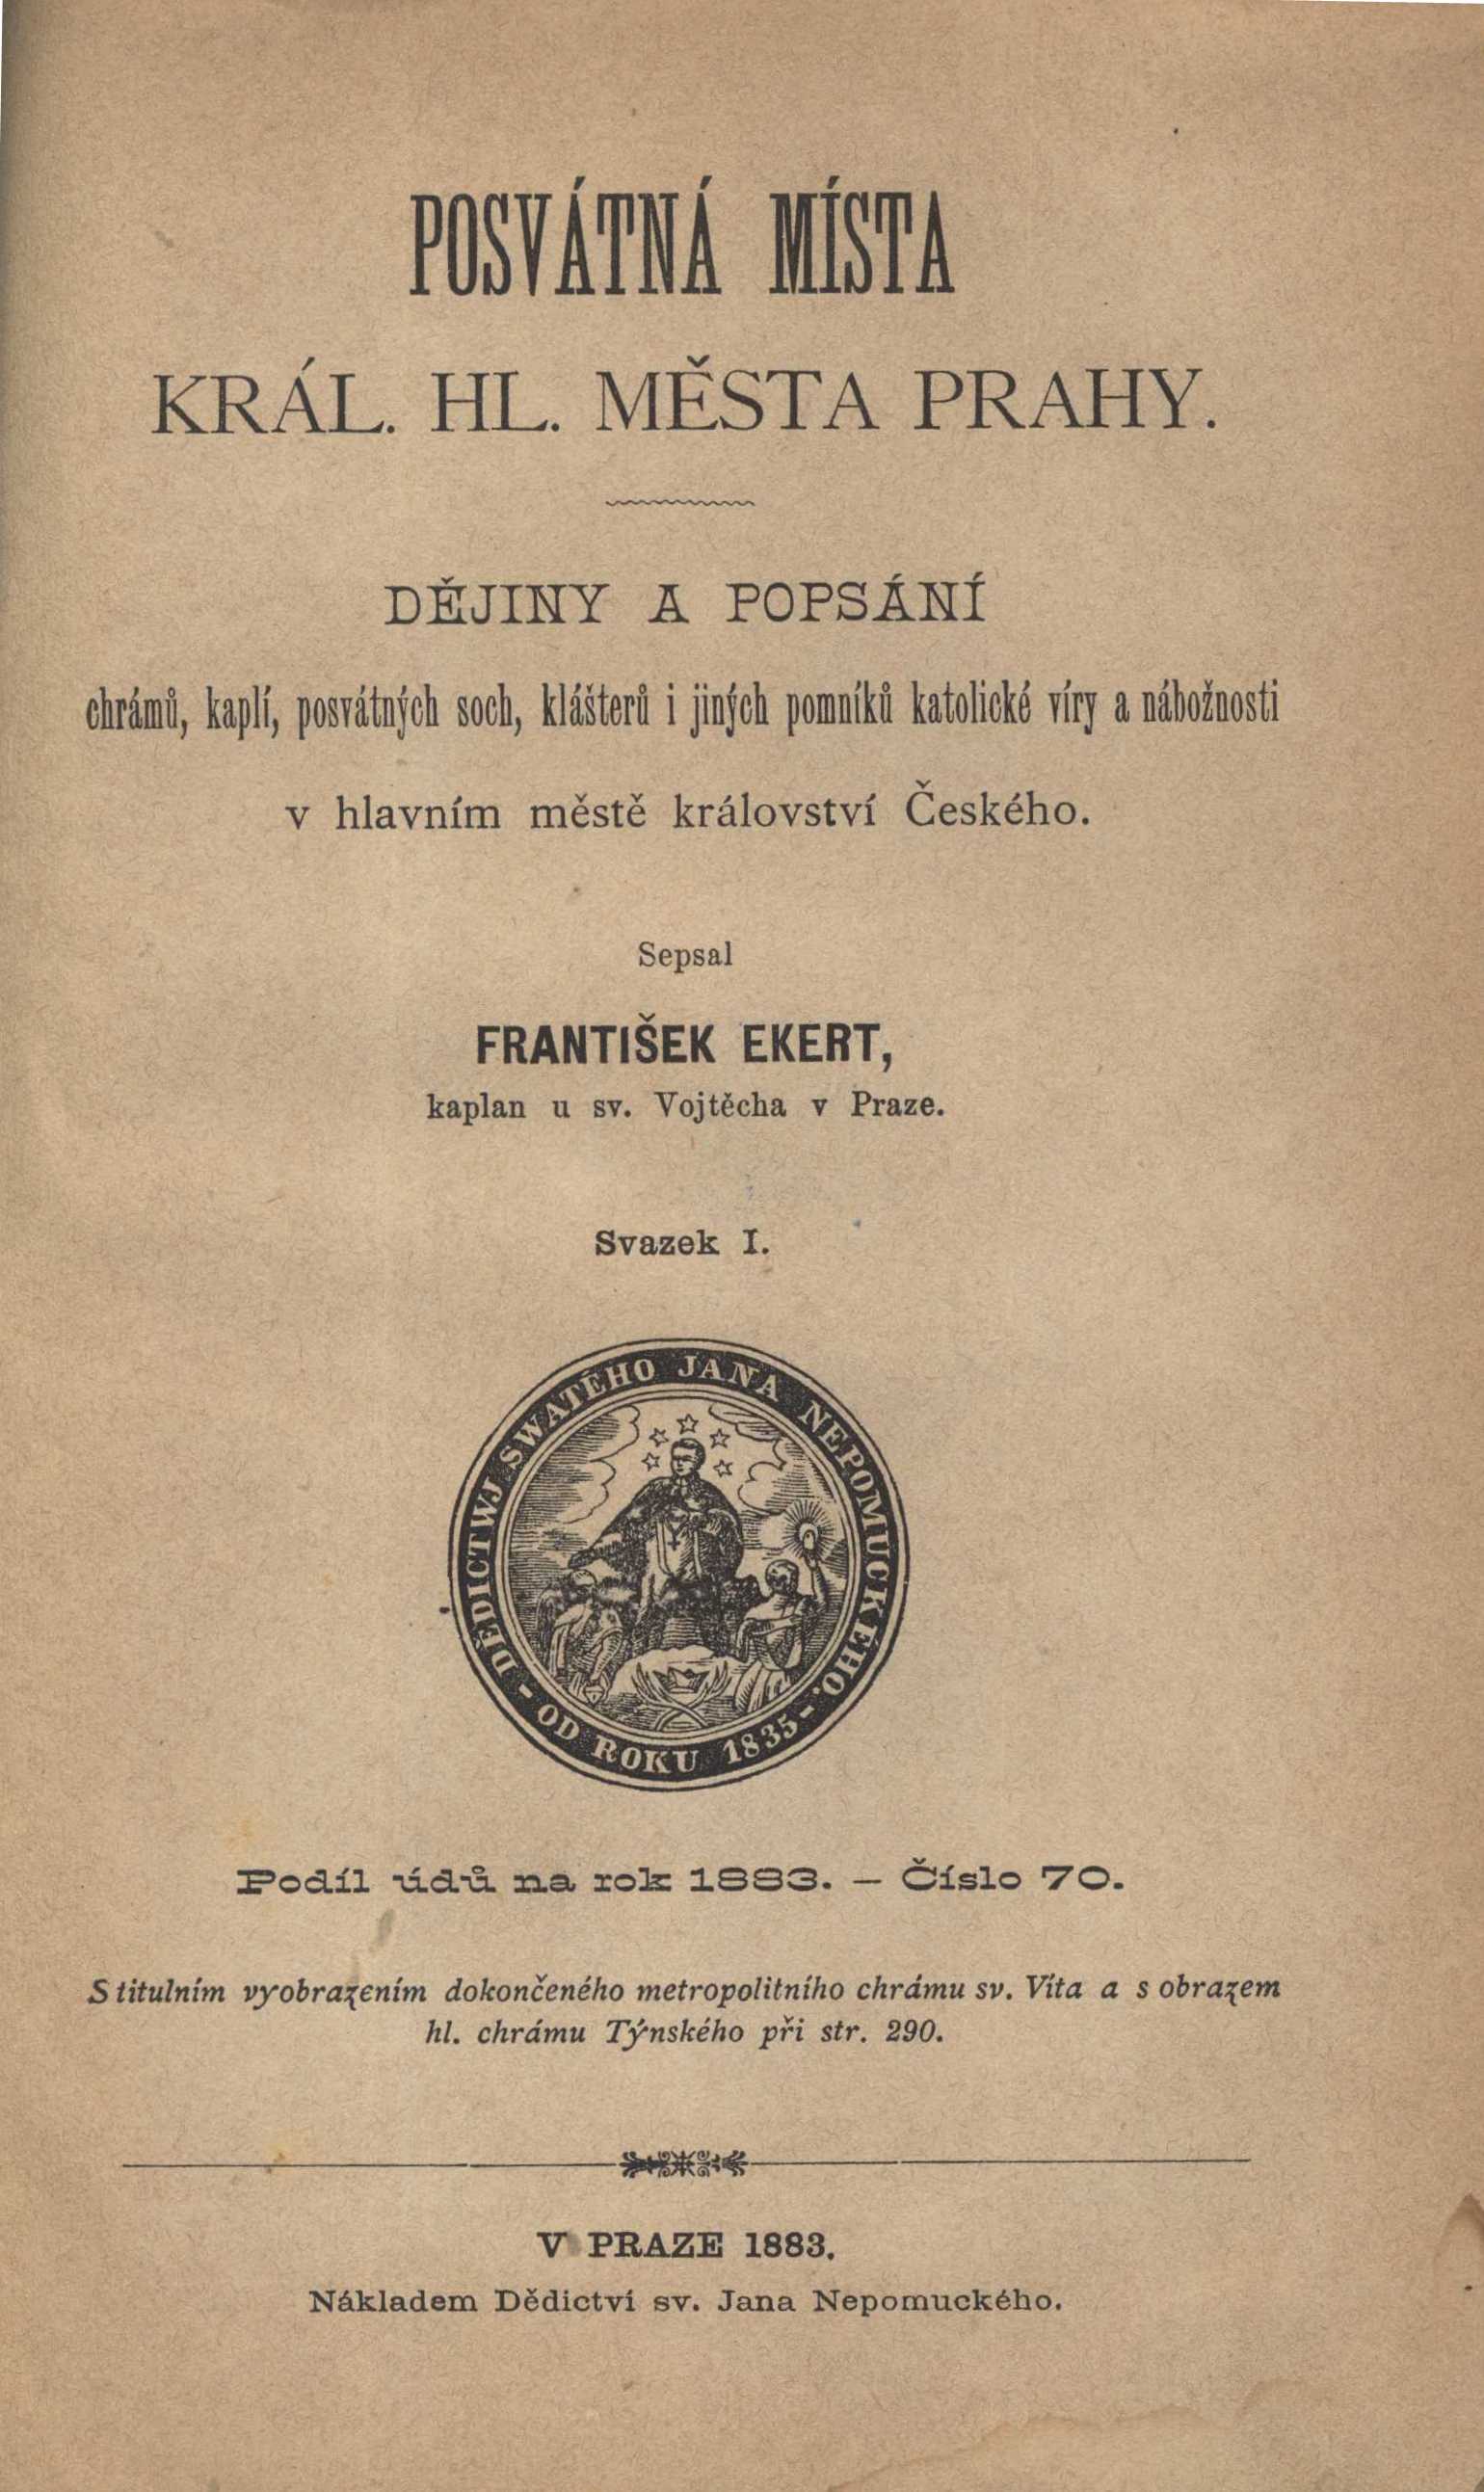 POSVÁTNÁ MÍSTA
KRÁL. HL. MĚSTA PRAHY.
DĚJINY A POPSÁNÍ
chrámů, kaplí, posvátných soch, klášterů i jiných pomníků katolické víry a nábožnosti
v hlavním městě království Českého.
Sepsal
FRANTIŠEK EKERT,
kaplan u sv. Vojtěcha v Praze.
Svazek I.
DĚDICTWJ SWATÉHO JANA NEPOMUCKÉHO.
- OD ROKU 1835 -
Podíl údů na rok 1883. — Číslo 70.
S titulním vyobrazením dokončeného metropolitního chrámu sv. Víta a s obrazem
hl. chrámu Týnského při str. 290.
V PRAZE 1883.
Nákladem Dědictví sv. Jana Nepomuckého.